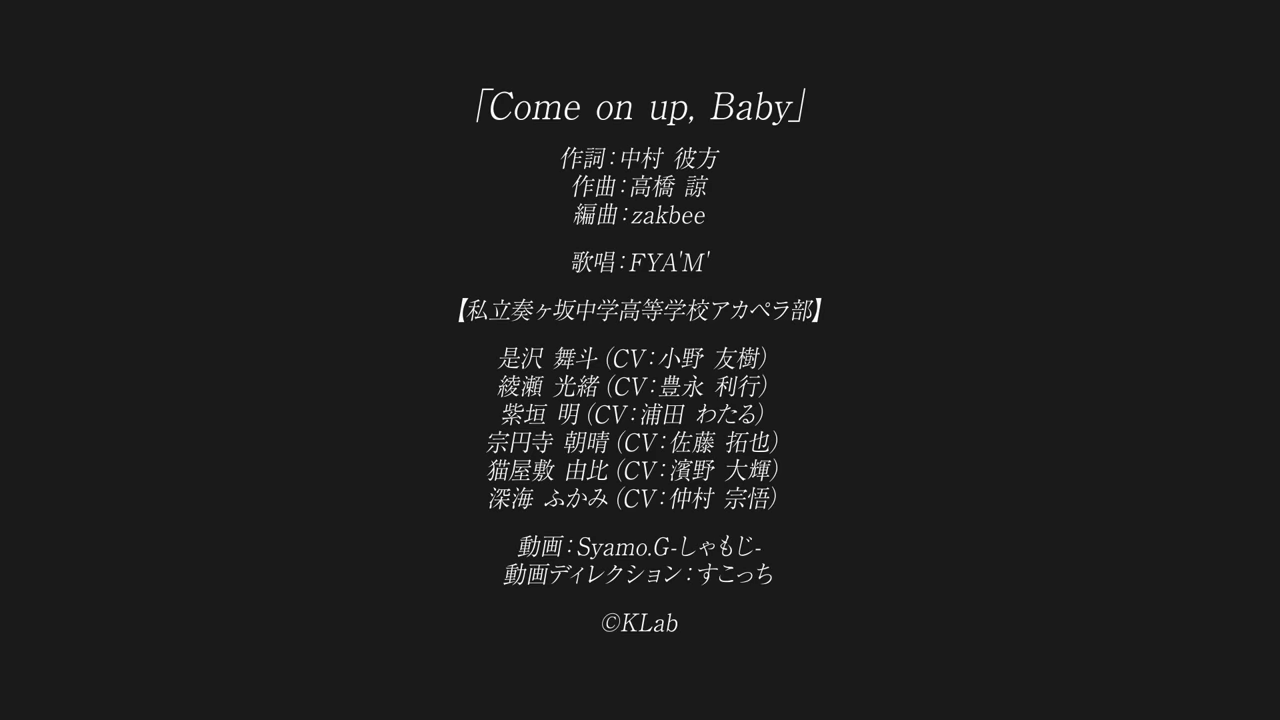 「Come on up, Baby」
作詞：中村 彼方
作曲：高橋 諒
編曲：zakbee
歌唱：FYA'M'
【私立奏ヶ坂中学高等学校アカペラ部】
是沢 舞斗（CV：小野 友樹）
綾瀬 光緒（CV：豊永 利行）
紫垣 明（CV：浦田 わたる）
宗円寺 朝晴（CV：佐藤 拓也）
猫屋敷 由比（CV：濱野 大輝）
深海 ふかみ（CV：仲村 宗悟）
動画：Syamo.G-しゃもじ-
動画ディレクション：すこっち
©KLab